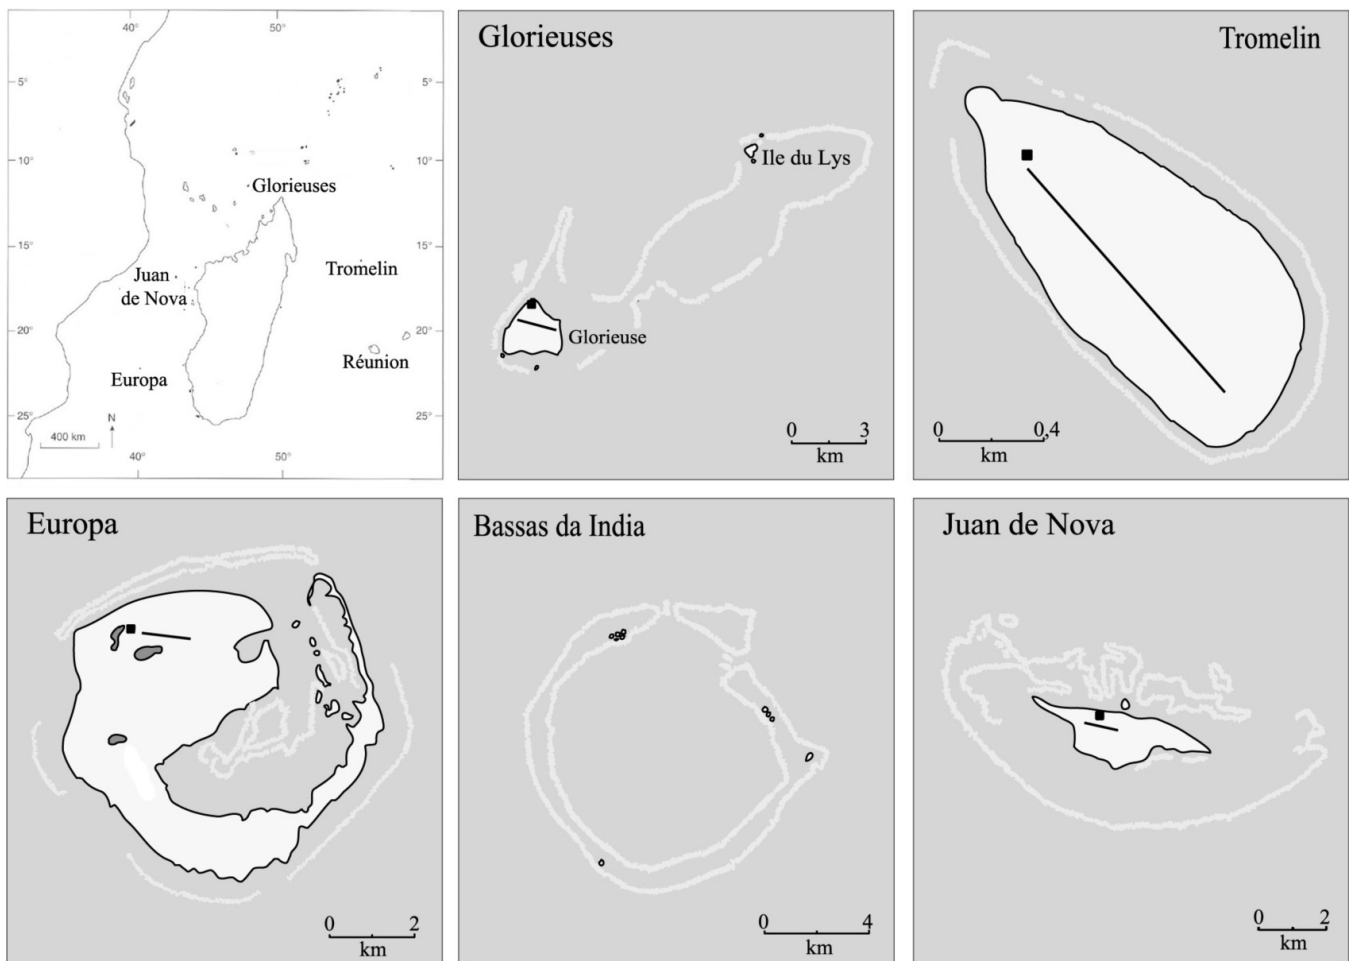 40°
50°
5°
5°
10°
10°
Glorieuses
15°
15°
Juan
de Nova
Tromelin
20°
20°
Réunion
Europa
25°
25°
N
400 km
40°
50°
Glorieuses
Ile du Lys
Glorieuse
0 3
km
Tromelin
0 0,4
km
Europa
0 2
km
Bassas da India
0 4
km
Juan de Nova
0 2
km